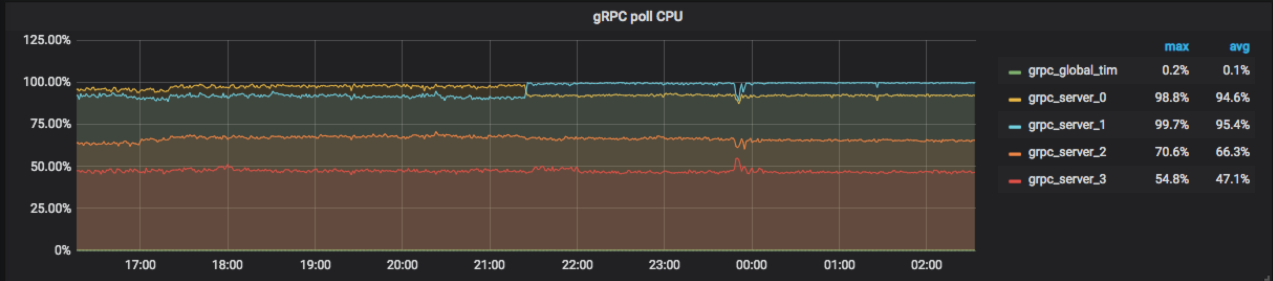 gRPC poll CPU
125.00%
100.00%
75.00%
50.00%
25.00%
0%
17:00 18:00 19:00 20:00 21:00 22:00 23:00 00:00 01:00 02:00
max avg
grpc_global_tim 0.2% 0.1%
grpc_server_0 98.8% 94.6%
grpc_server_1 99.7% 95.4%
grpc_server_2 70.6% 66.3%
grpc_server_3 54.8% 47.1%